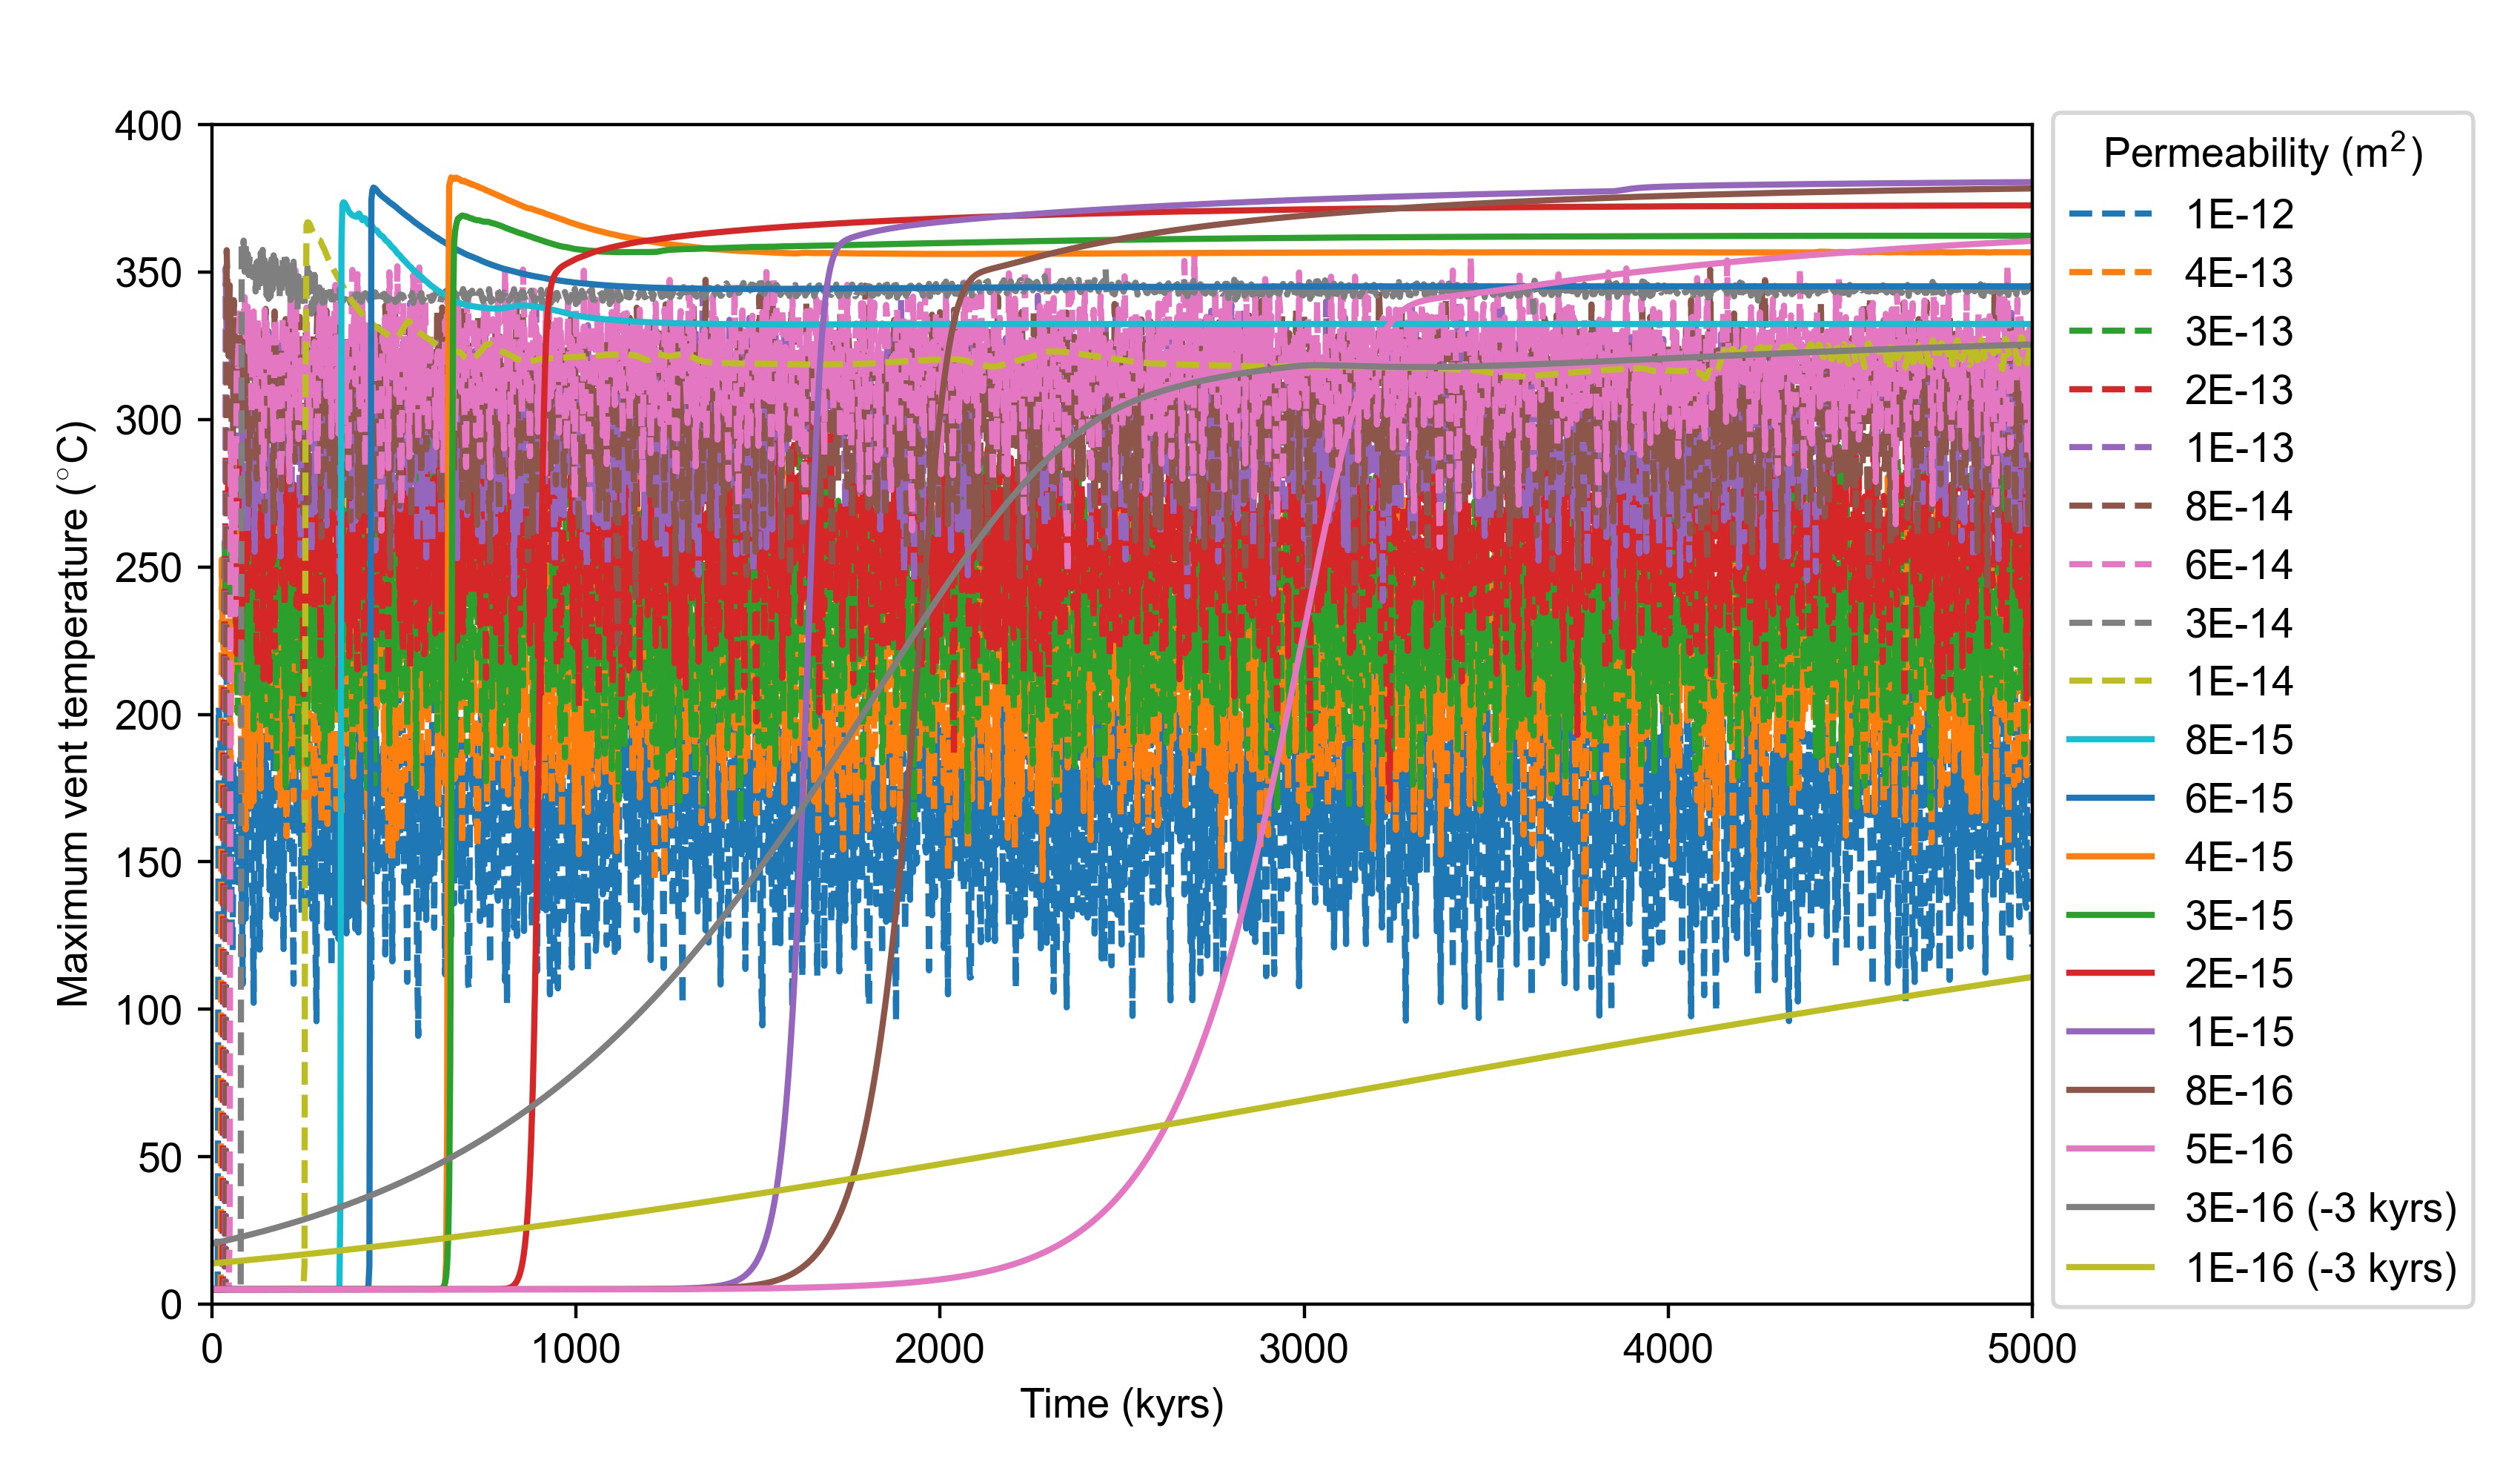 400
350
300
250
200
150
100
50
0
Maximum vent temperature (°C)
0 1000 2000 3000 4000 5000
Time (kyrs)
Permeability (m²)
1E-12
4E-13
3E-13
2E-13
1E-13
8E-14
6E-14
3E-14
1E-14
8E-15
6E-15
4E-15
3E-15
2E-15
1E-15
8E-16
5E-16
3E-16 (-3 kyrs)
1E-16 (-3 kyrs)